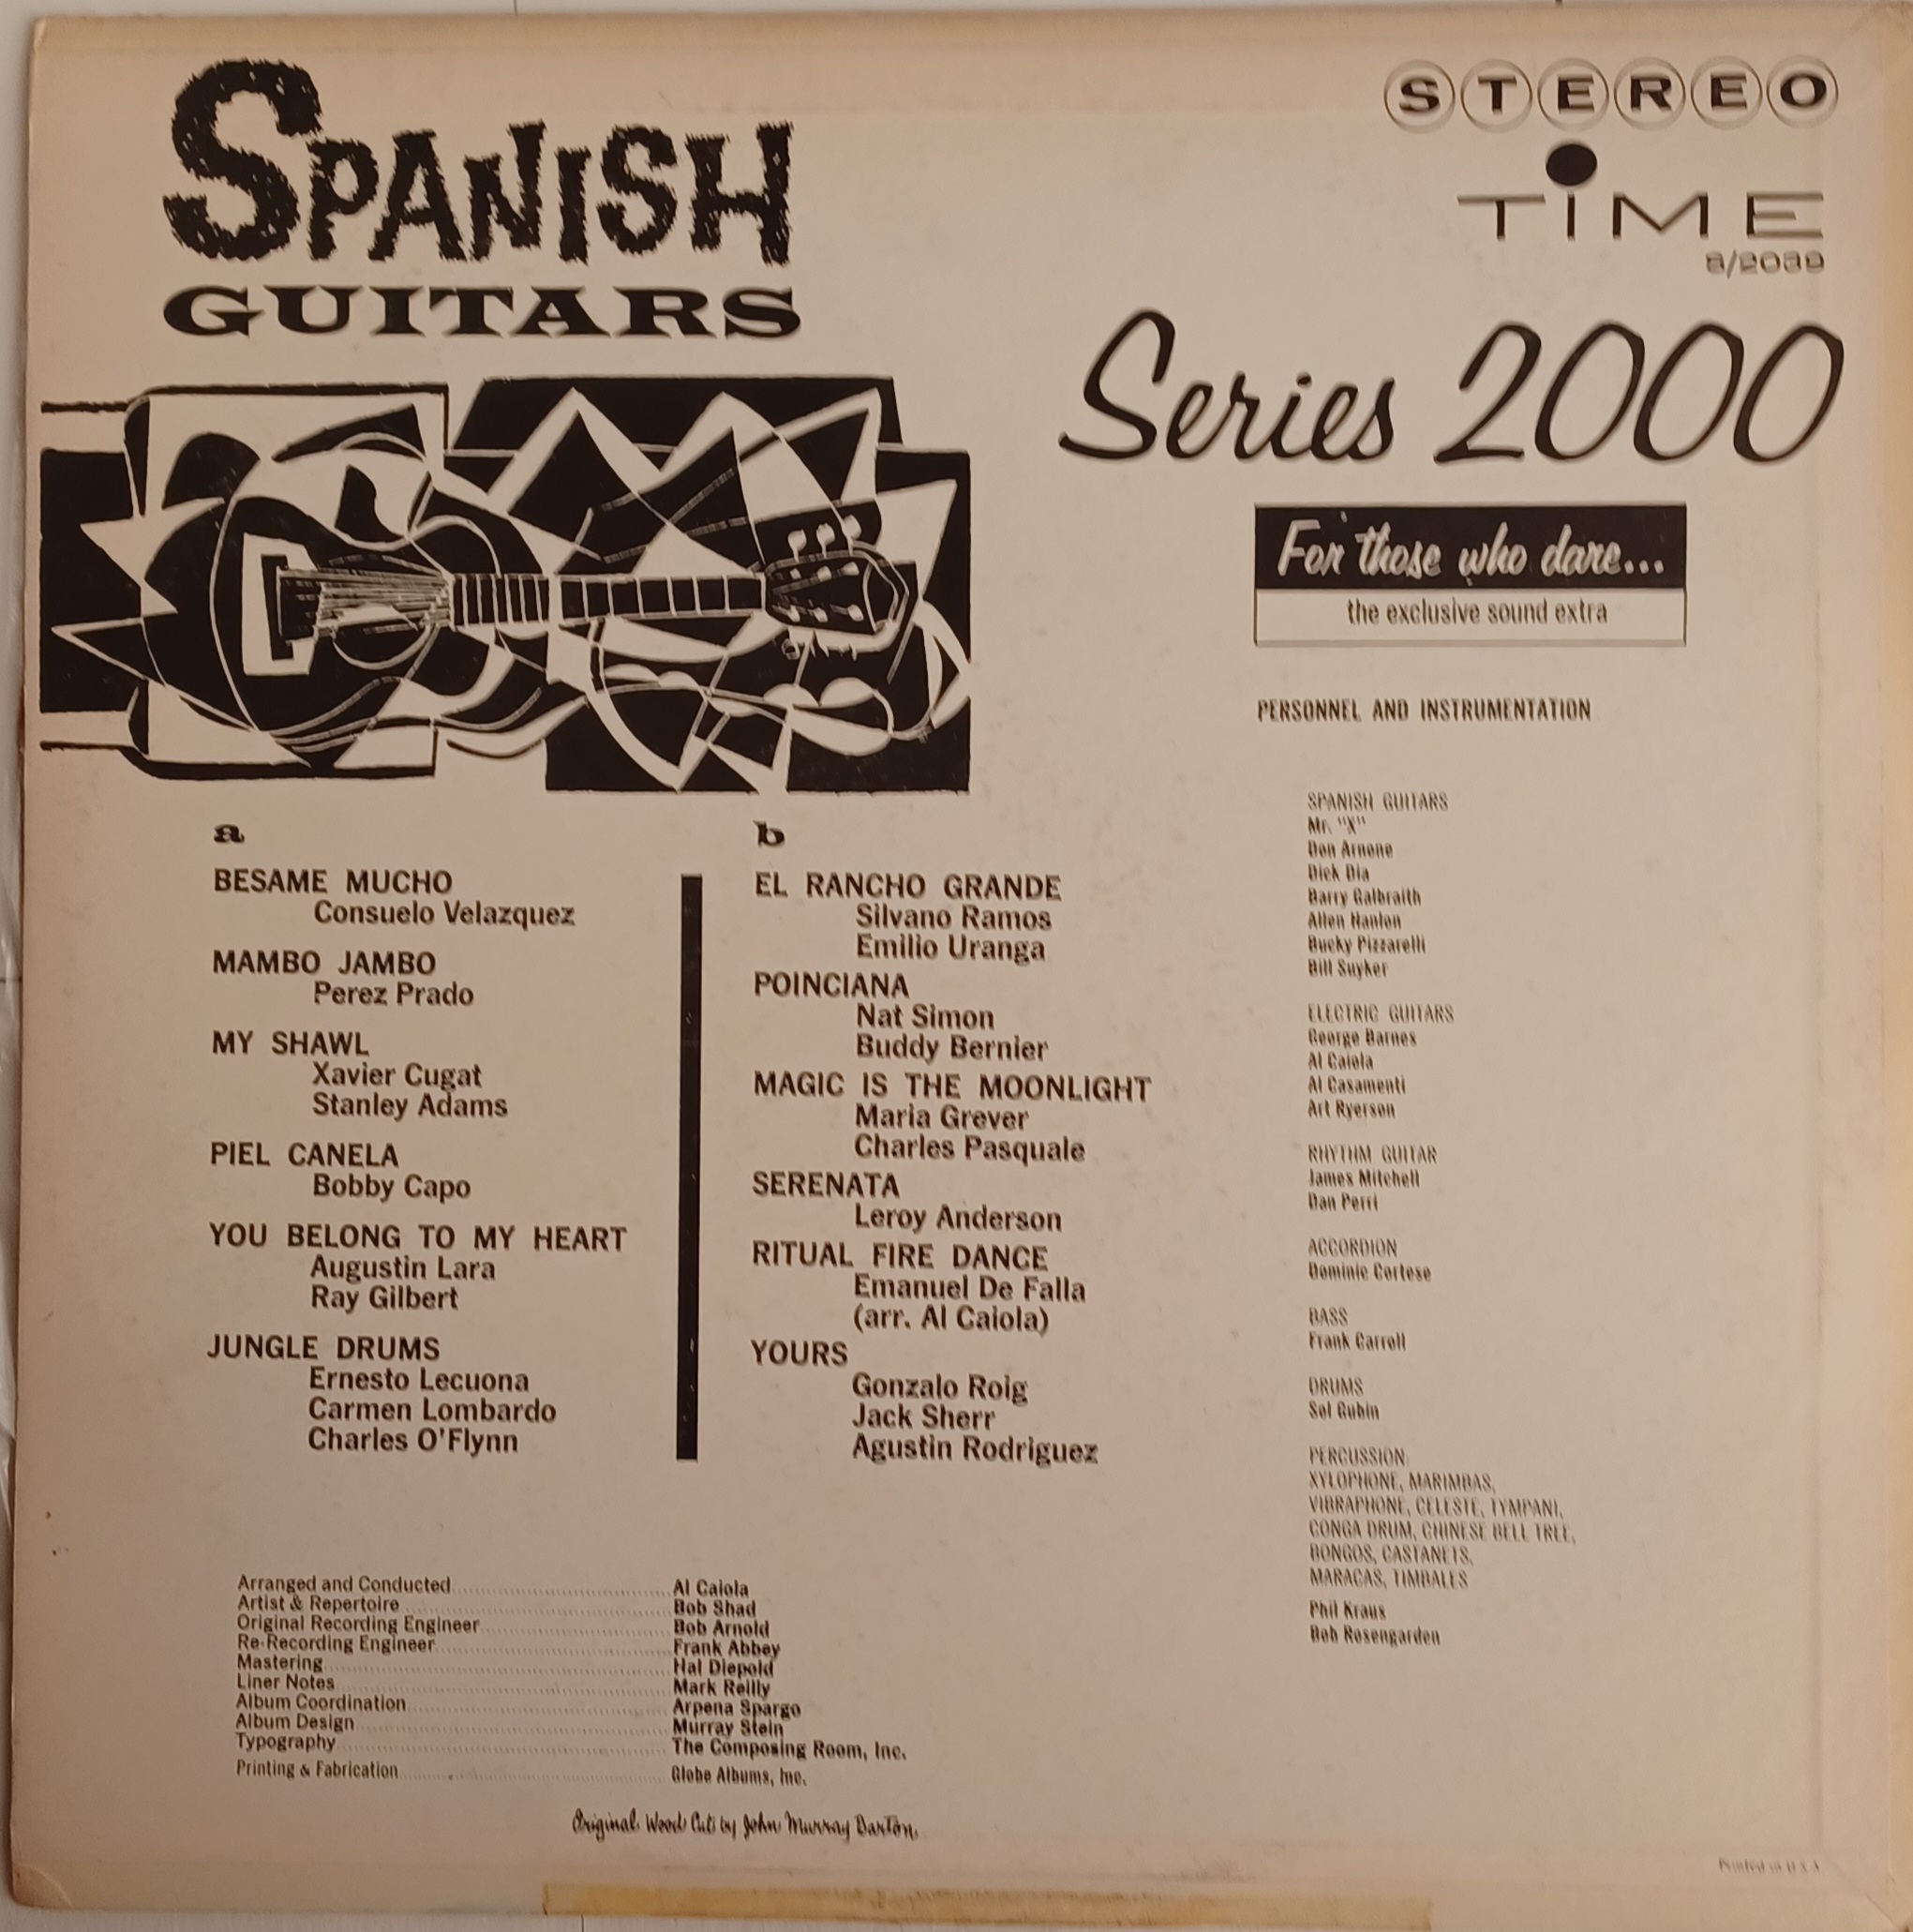 SPANISH
GUITARS
STEREO
TIME
S/2039
Series 2000
For those who dare...
the exclusive sound extra
a
BESAME MUCHO
Consuelo Velazquez
MAMBO JAMBO
Perez Prado
MY SHAWL
Xavier Cugat
Stanley Adams
PIEL CANELA
Bobby Capo
YOU BELONG TO MY HEART
Augustin Lara
Ray Gilbert
JUNGLE DRUMS
Ernesto Lecuona
Carmen Lombardo
Charles O'Flynn
b
EL RANCHO GRANDE
Silvano Ramos
Emilio Uranga
POINCIANA
Nat Simon
Buddy Bernier
MAGIC IS THE MOONLIGHT
Maria Grever
Charles Pasquale
SERENATA
Leroy Anderson
RITUAL FIRE DANCE
Emanuel De Falla
(arr. Al Caiola)
YOURS
Gonzalo Roig
Jack Sherr
Agustin Rodriguez
PERSONNEL AND INSTRUMENTATION
SPANISH GUITARS
Mr. "X"
Don Arnone
Dick Dia
Barry Galbraith
Allen Hanlon
Bucky Pizzarelli
Bill Suyker
ELECTRIC GUITARS
George Barnes
Al Caiola
Al Casamenti
Art Ryerson
RHYTHM GUITAR
James Mitchell
Dan Perri
ACCORDION
Dominic Cortese
BASS
Frank Carroll
DRUMS
Sol Gubin
PERCUSSION:
XYLOPHONE, MARIMBAS,
VIBRAPHONE, CELESTE, TYMPANI,
CONGA DRUM, CHINESE BELL TREE,
BONGOS, CASTANETS,
MARACAS, TIMBALES
Phil Kraus
Bob Rosengarden
Arranged and Conducted Al Caiola
Artist & Repertoire Bob Shad
Original Recording Engineer Bob Arnold
Re-Recording Engineer Frank Abbey
Mastering Hal Diepold
Liner Notes Mark Reilly
Album Coordination Arpena Spargo
Album Design Murray Stein
Typography The Composing Room, Inc.
Printing & Fabrication Globe Albums, Inc.
Original Wood Cut by John Murray Barton
Printed in U.S.A.